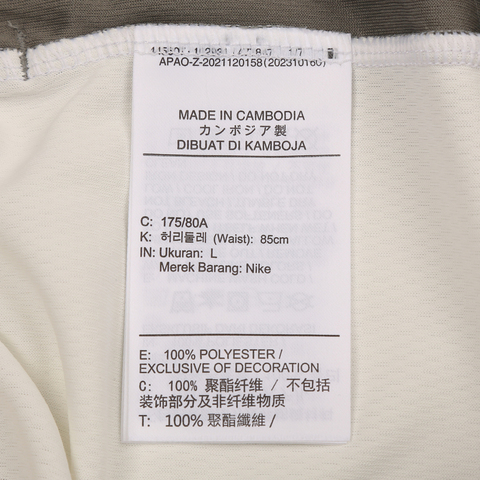 APAO-Z-2021120158 (20231016U)
MADE IN CAMBODIA
カンボジア製
DIBUAT DI KAMBOJA
C: 175/80A
K: 허리둘레 (Waist): 85cm
IN: Ukuran: L
Merek Barang: Nike
E: 100% POLYESTER /
EXCLUSIVE OF DECORATION
C: 100% 聚酯纤维 / 不包括
装饰部分及非纤维物质
T: 100% 聚酯纖維 /